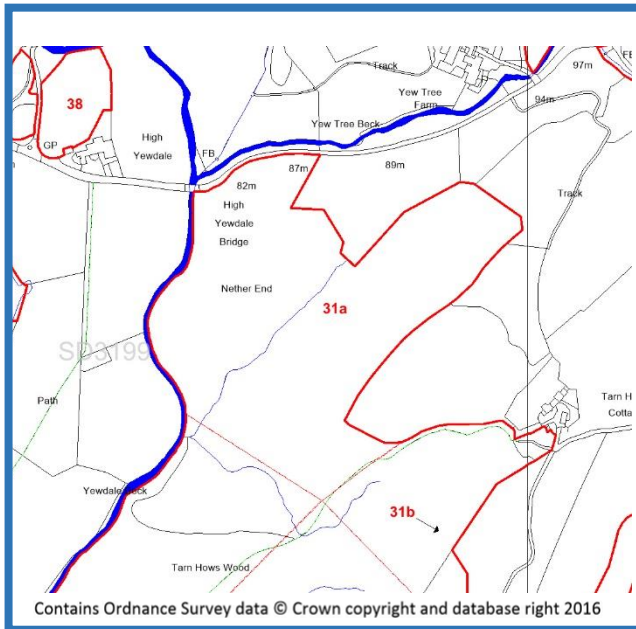 97m
FB
Track
Yew Tree
Farm
94m
38
High
Yewdale
Yew Tree Beck
GP
FB
87m
89m
82m
High
Yewdale
Bridge
Track
Nether End
31a
SD3199
Path
Tarn H
Cotta
Yewdale Beck
31b
Tarn Hows Wood
Contains Ordnance Survey data © Crown copyright and database right 2016